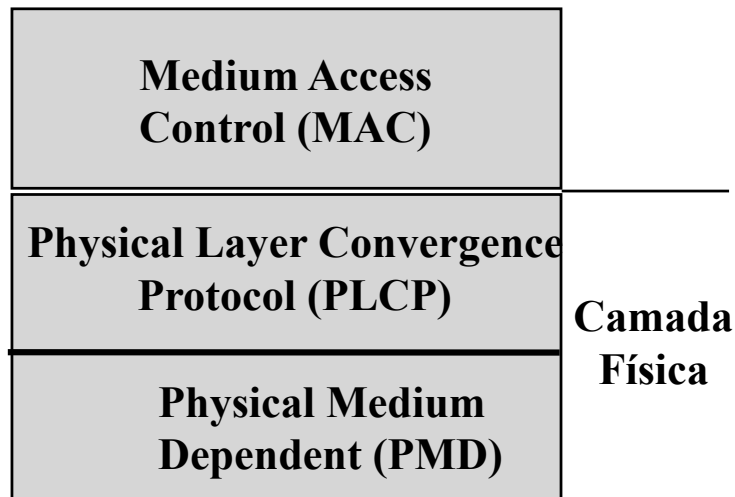 Medium Access
Control (MAC)
Physical Layer Convergence
Protocol (PLCP)
Camada
Física
Physical Medium
Dependent (PMD)